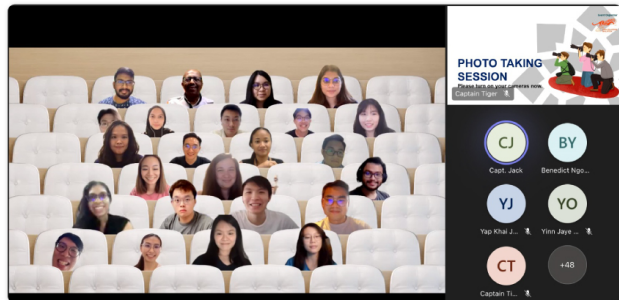 PHOTO TAKING
SESSION
Please turn on your cameras now
Captain Tiger
CJ
Capt. Jack
BY
Benedict Ngo...
YJ
Yap Khai J...
YO
Yinn Jaye ...
CT
Captain Ti...
+48